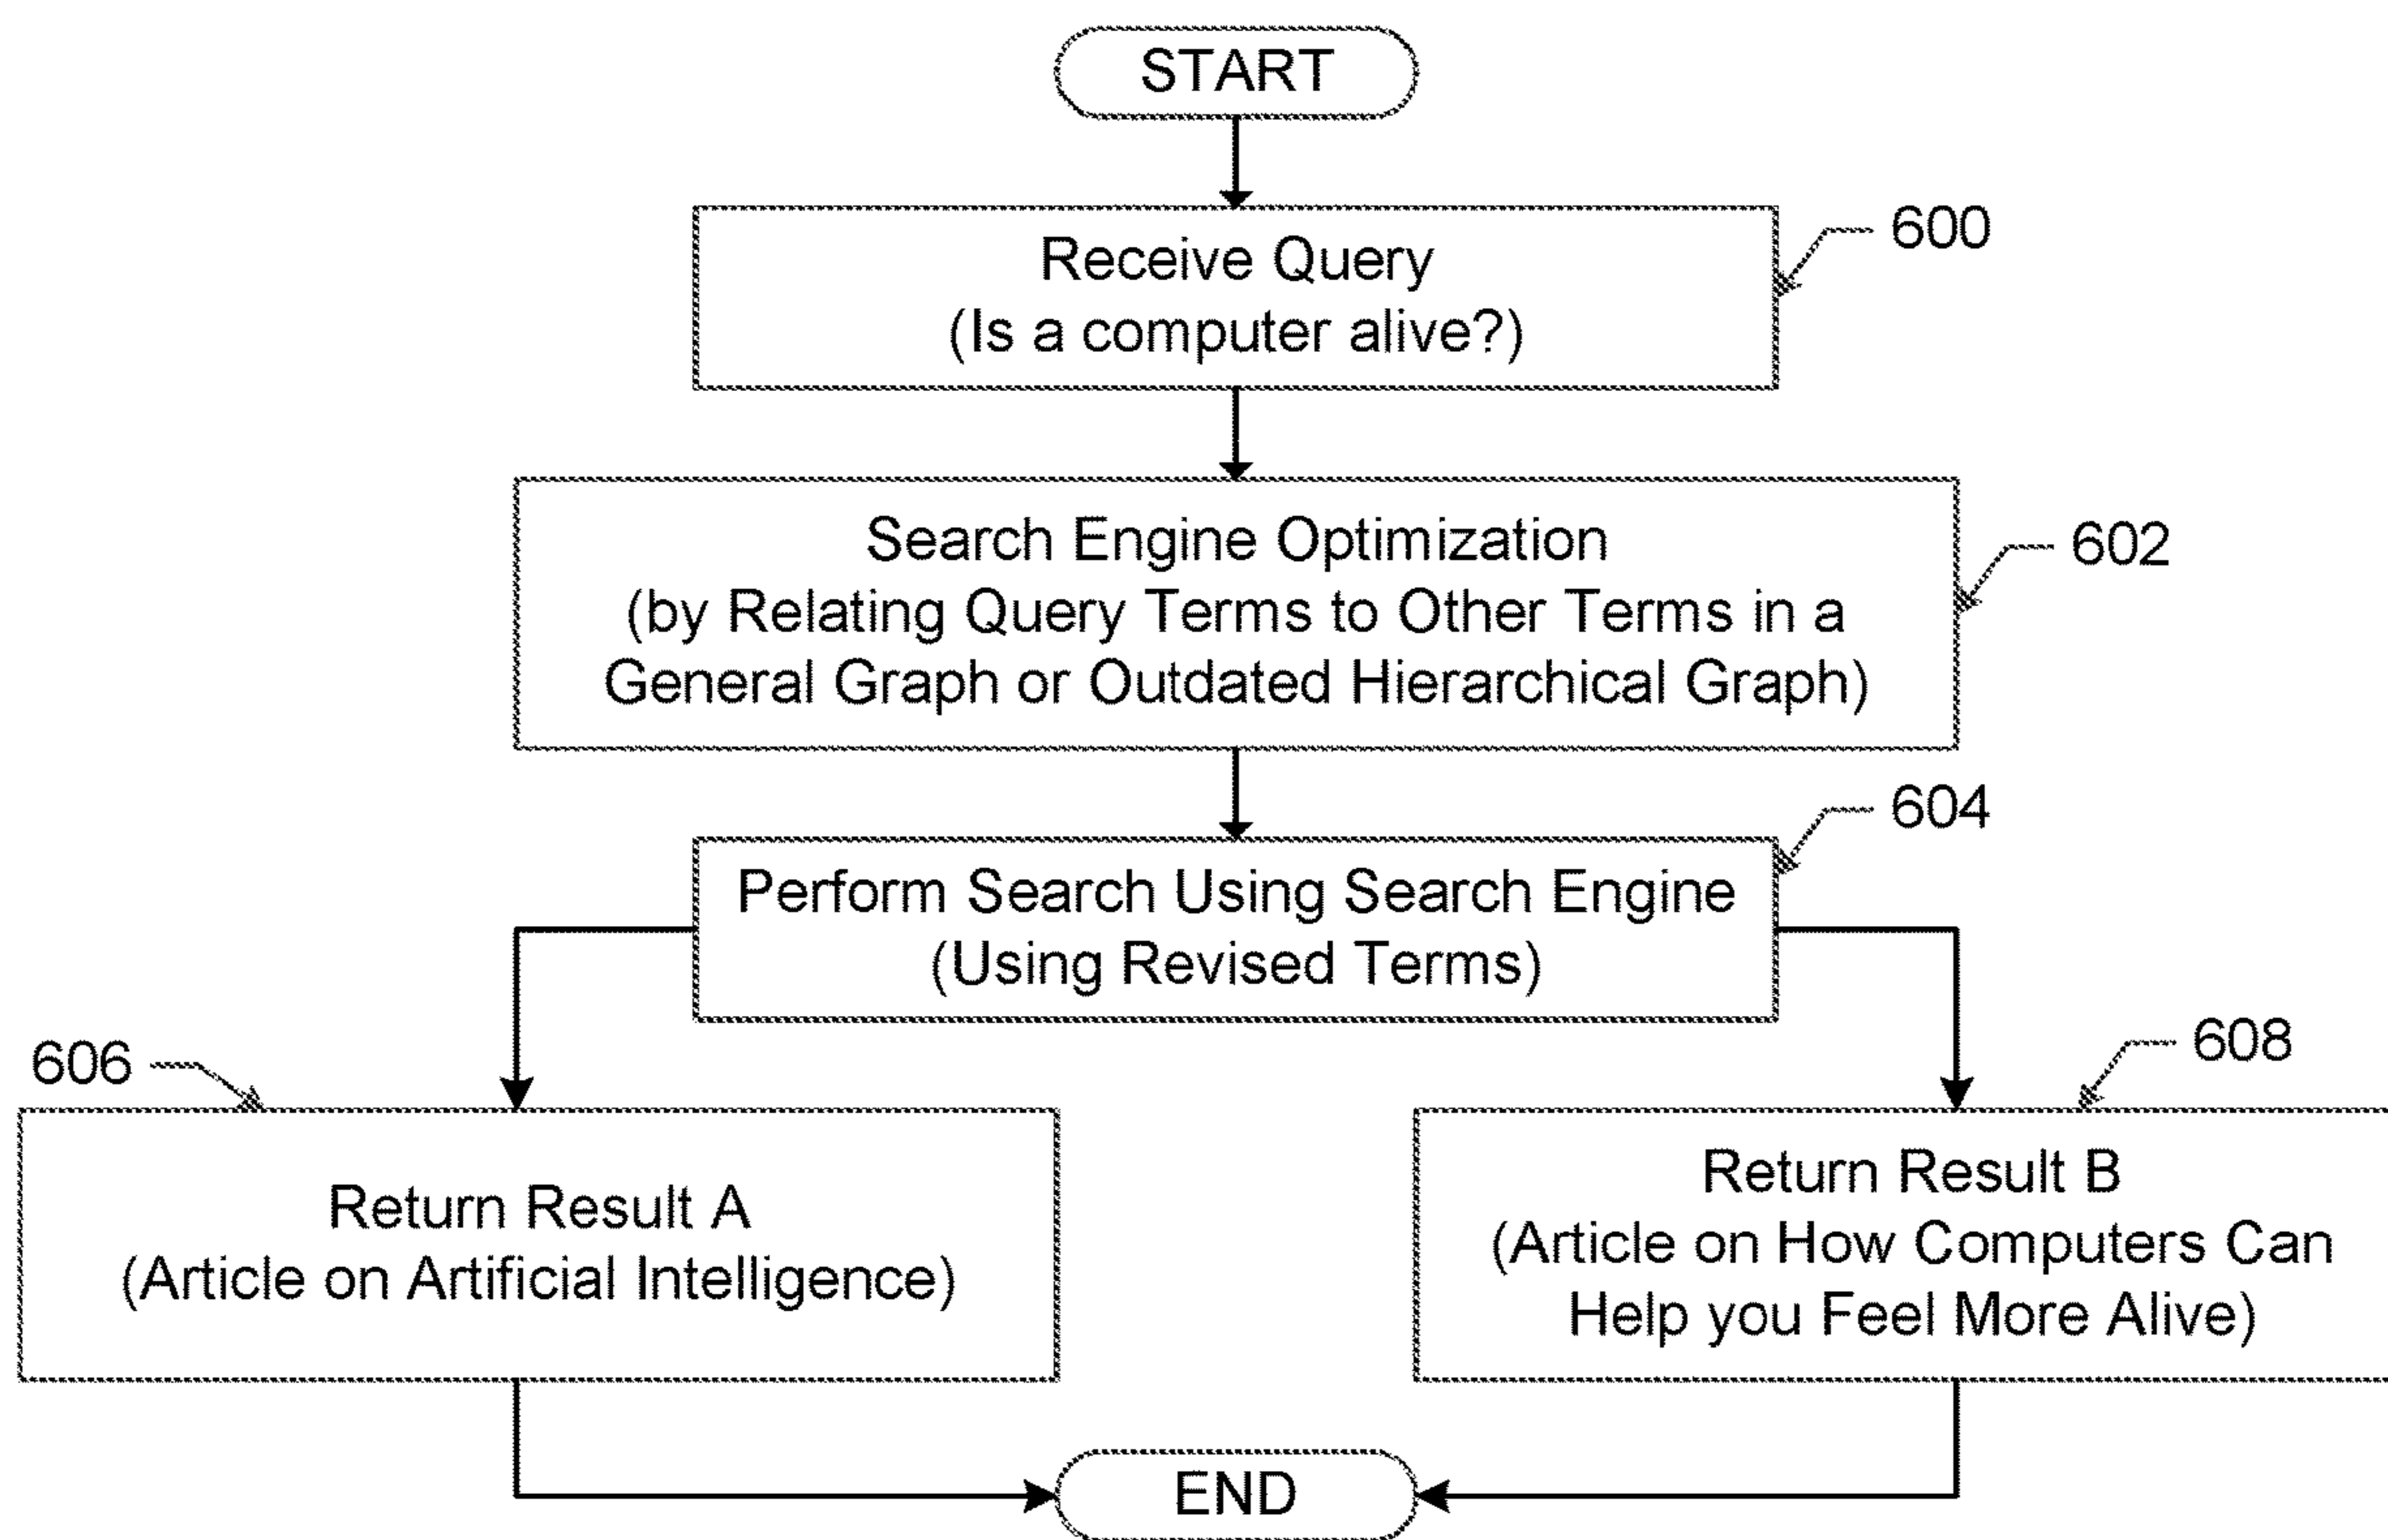 START
Receive Query
(Is a computer alive?)
600
Search Engine Optimization
(by Relating Query Terms to Other Terms in a
General Graph or Outdated Hierarchical Graph)
602
Perform Search Using Search Engine
(Using Revised Terms)
604
606
Return Result A
(Article on Artificial Intelligence)
608
Return Result B
(Article on How Computers Can
Help you Feel More Alive)
END